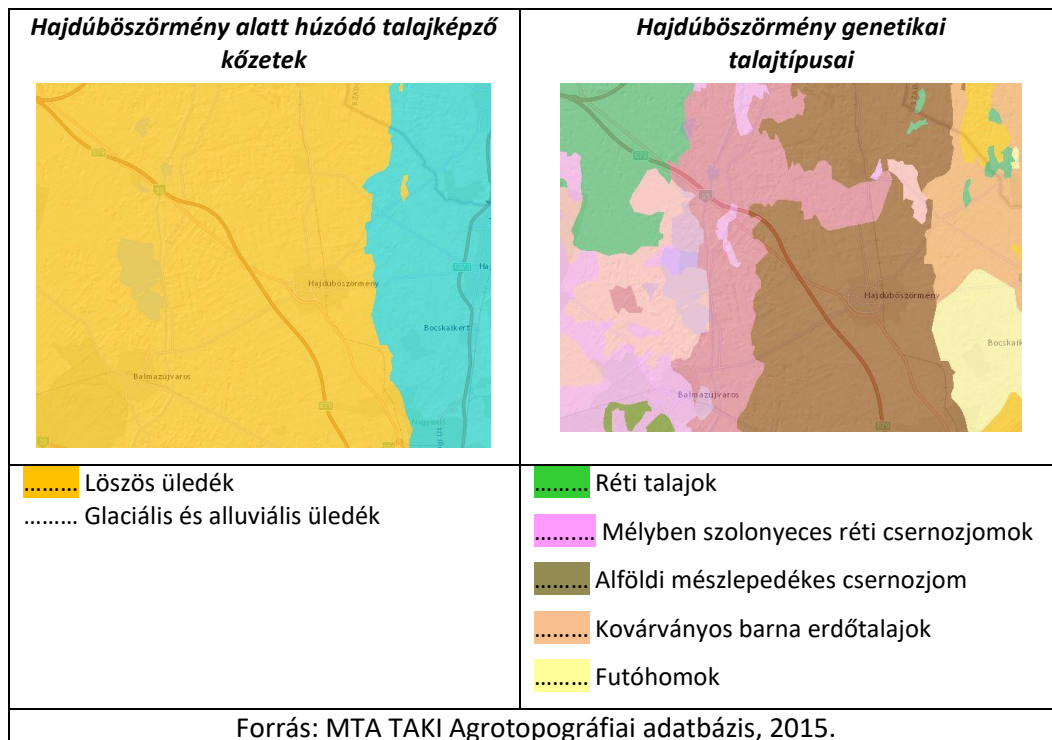 Hajdúböszörmény alatt húzódó talajképző
kőzetek
Hajdúböszörmény genetikai
talajtípusai
Hajdúböszörmény
Bocskaikert
Balmazújváros
Hajdúböszörmény
Balmazújváros
……… Löszös üledék
……… Glaciális és alluviális üledék
……… Réti talajok
……… Mélyben szolonyeces réti csernozjomok
……… Alföldi mészlepedékes csernozjom
……… Kovárványos barna erdőtalajok
……… Futóhomok
Forrás: MTA TAKI Agrotopográfiai adatbázis, 2015.